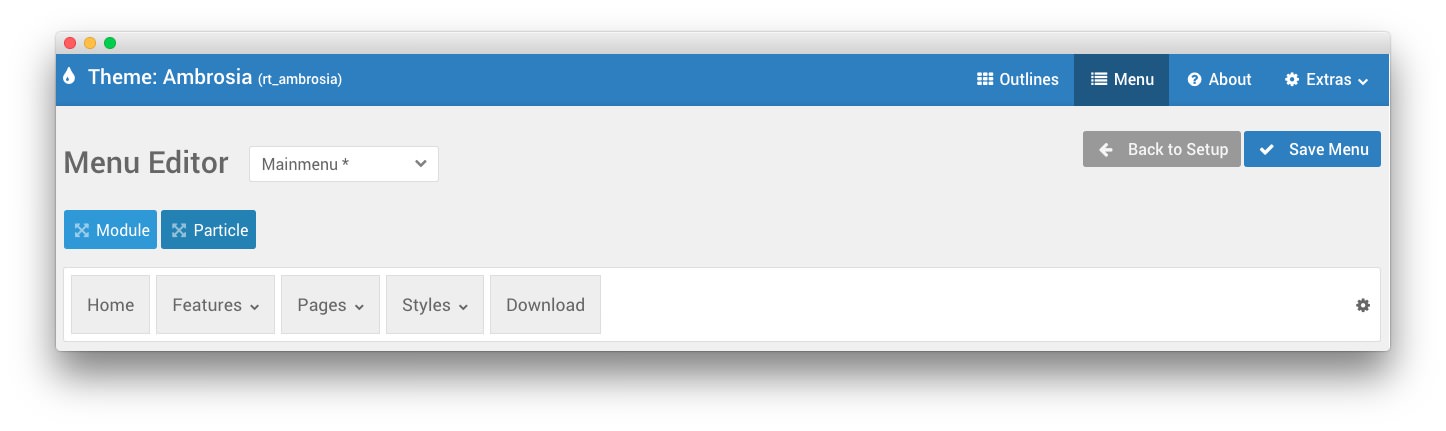 Theme: Ambrosia (rt_ambrosia) Outlines Menu About Extras
Menu Editor Mainmenu * Back to Setup Save Menu
Module Particle
Home Features Pages Styles Download